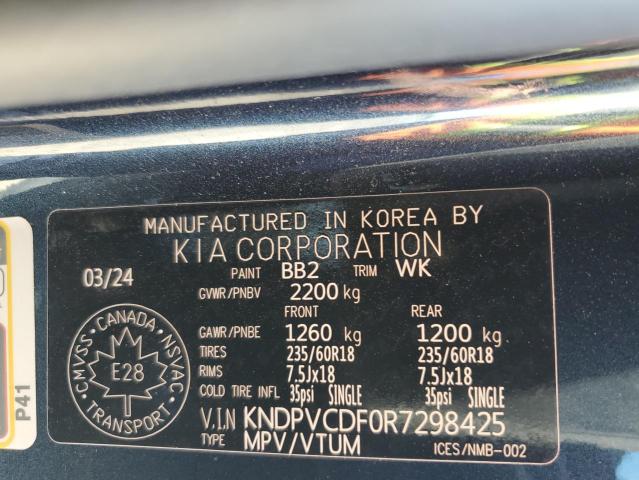 MANUFACTURED IN KOREA BY
KIA CORPORATION
03/24 PAINT BB2 TRIM WK
GVWR/PNBV 2200 kg
FRONT REAR
GAWR/PNBE 1260 kg 1200 kg
TIRES 235/60R18 235/60R18
RIMS 7.5Jx18 7.5Jx18
COLD TIRE INFL 35psi SINGLE 35psi SINGLE
V.I.N KNDPVCDF0R7298425
TYPE MPV/VTUM ICES/NMB-002
CMVSS · CANADA · NSVAC
E28
TRANSPORT
P41